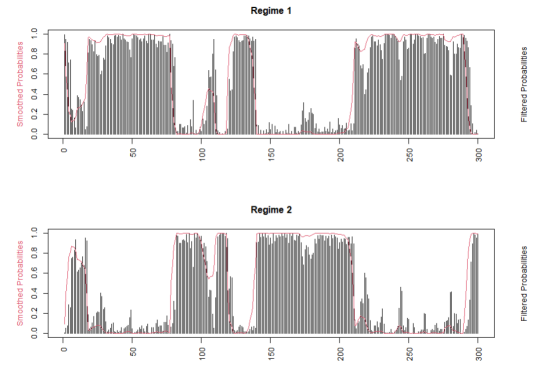 Regime 1
Smoothed Probabilities
0.0 0.2 0.4 0.6 0.8 1.0
Filtered Probabilities
0 50 100 150 200 250 300
Regime 2
Smoothed Probabilities
0.0 0.2 0.4 0.6 0.8 1.0
Filtered Probabilities
0 50 100 150 200 250 300